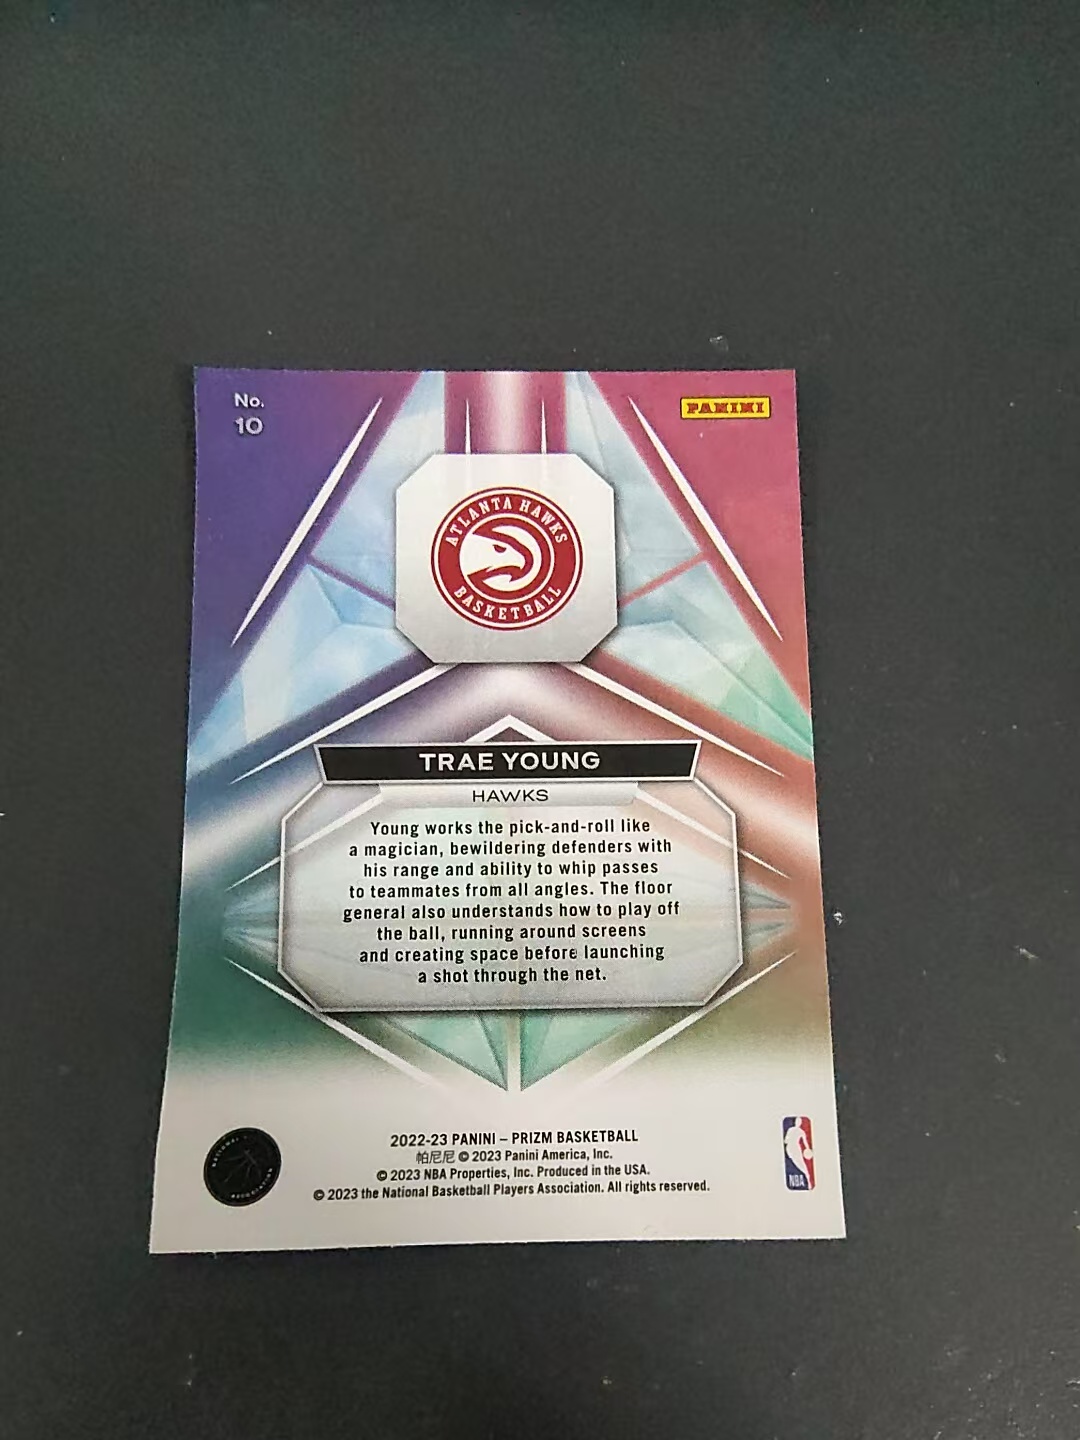 No.
10
PANINI
ATLANTA HAWKS
BASKETBALL
TRAE YOUNG
HAWKS
Young works the pick-and-roll like
a magician, bewildering defenders with
his range and ability to whip passes
to teammates from all angles. The floor
general also understands how to play off
the ball, running around screens
and creating space before launching
a shot through the net.
2022-23 PANINI – PRIZM BASKETBALL
帕尼尼 © 2023 Panini America, Inc.
© 2023 NBA Properties, Inc. Produced in the USA.
© 2023 the National Basketball Players Association. All rights reserved.
NBA